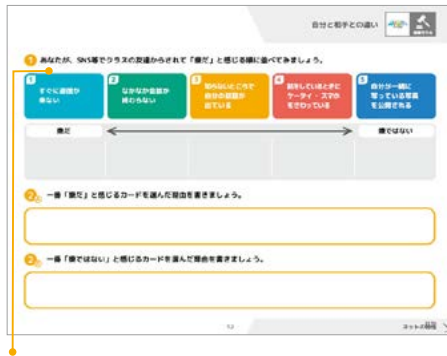 自分と相手との違い
1 あなたが、SNS等でクラスの友達からされて「嫌だ」と感じる順に並べてみましょう。
1
すぐに返信が
来ない
2
なかなか会話が
終わらない
3
知らないところで
自分の話題が
出ている
4
話をしているときに
ケータイ・スマホ
をさわっている
5
自分が一緒に
写っている写真
を公開される
嫌だ
嫌ではない
2 一番「嫌だ」と感じるカードを選んだ理由を書きましょう。
2 一番「嫌ではない」と感じるカードを選んだ理由を書きましょう。